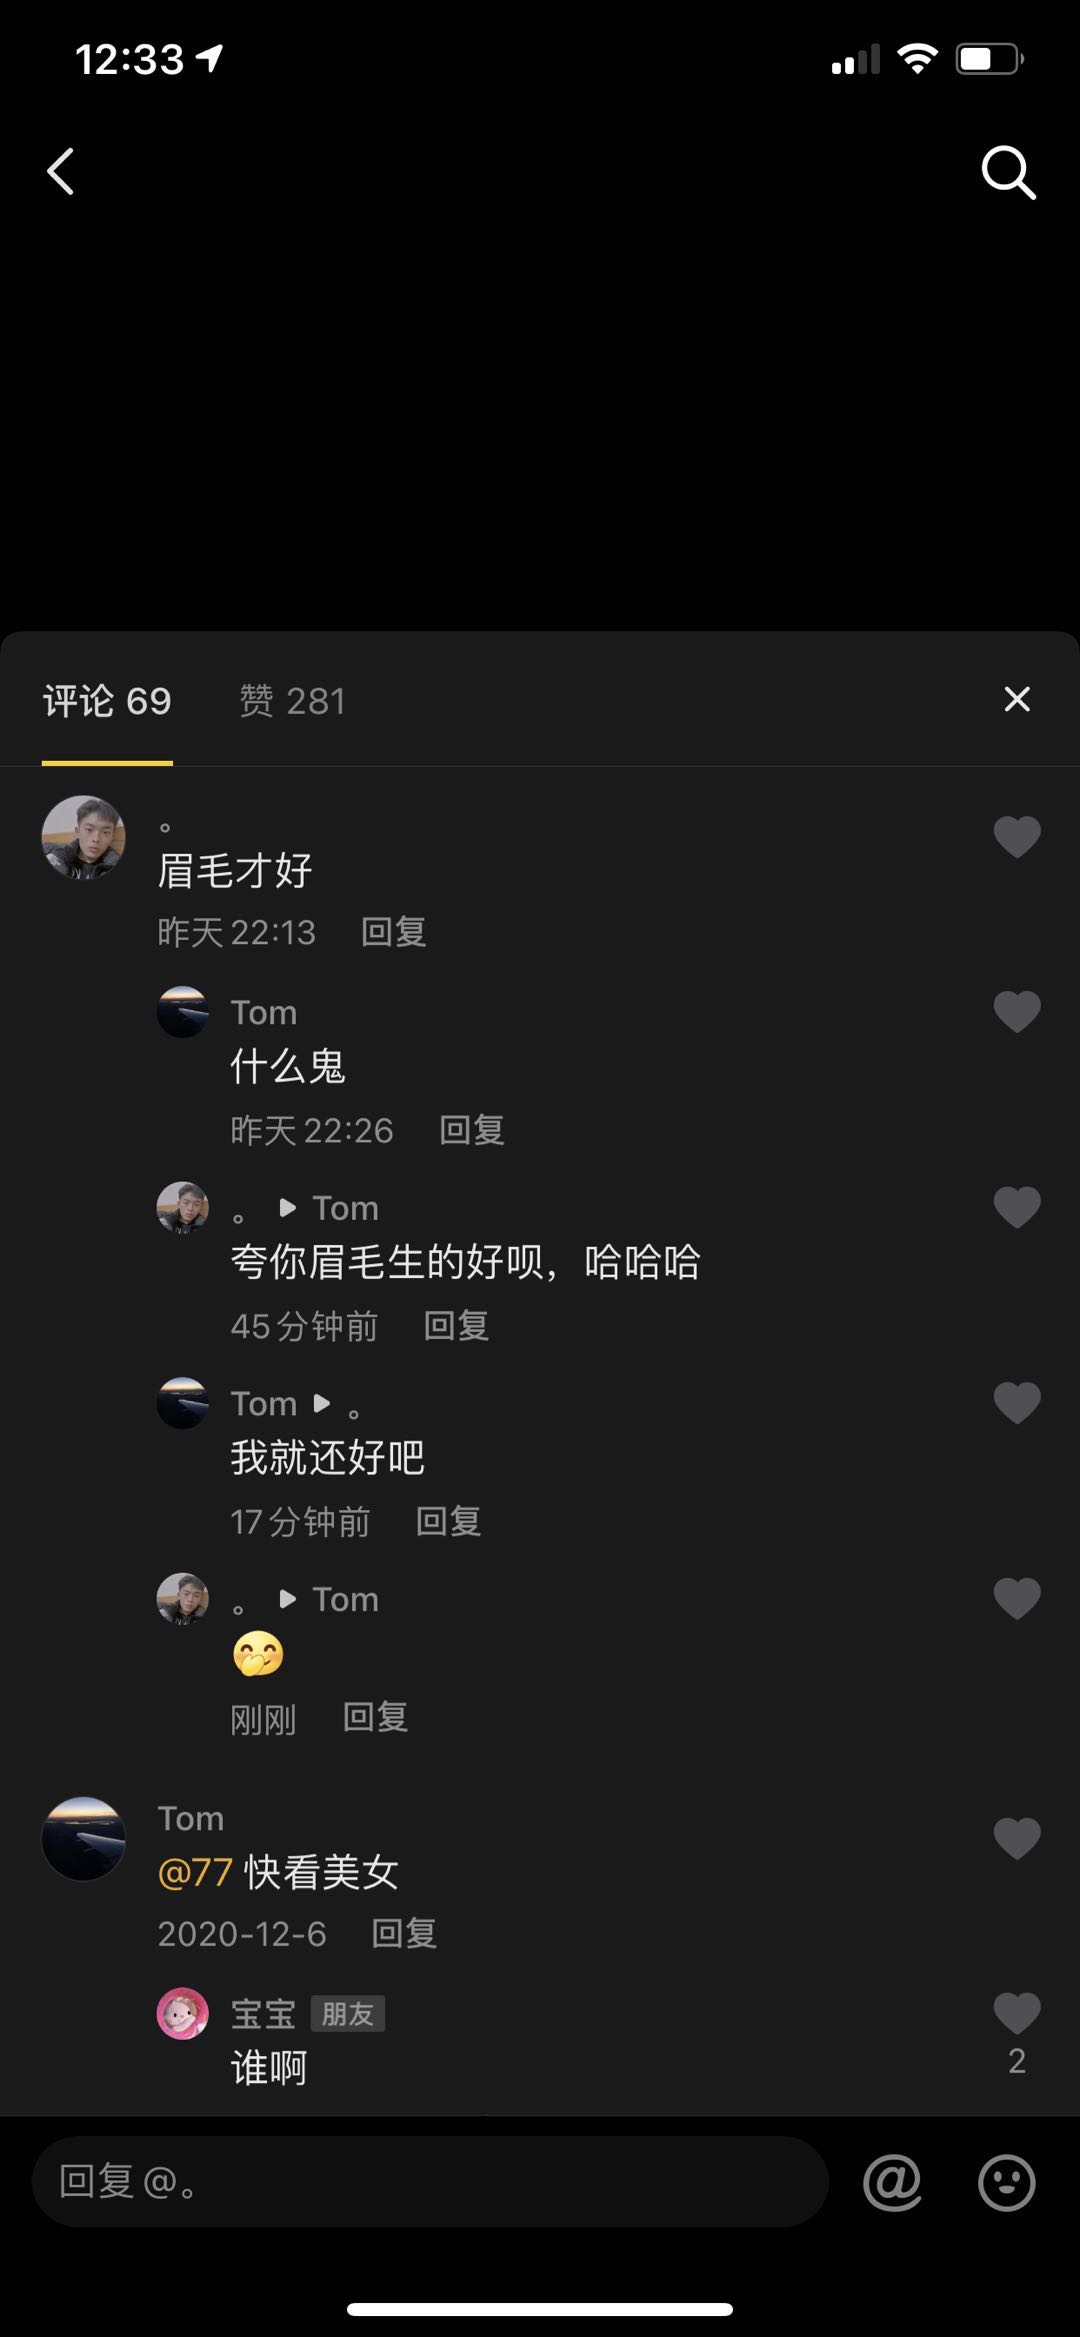 12:33
评论 69 赞 281
。
眉毛才好
昨天 22:13 回复
Tom
什么鬼
昨天 22:26 回复
。 ▶ Tom
夸你眉毛生的好呗，哈哈哈
45分钟前 回复
Tom ▶ 。
我就还好吧
17分钟前 回复
。 ▶ Tom
🤭
刚刚 回复
Tom
@77 快看美女
2020-12-6 回复
宝宝 朋友
谁啊
2
回复 @。